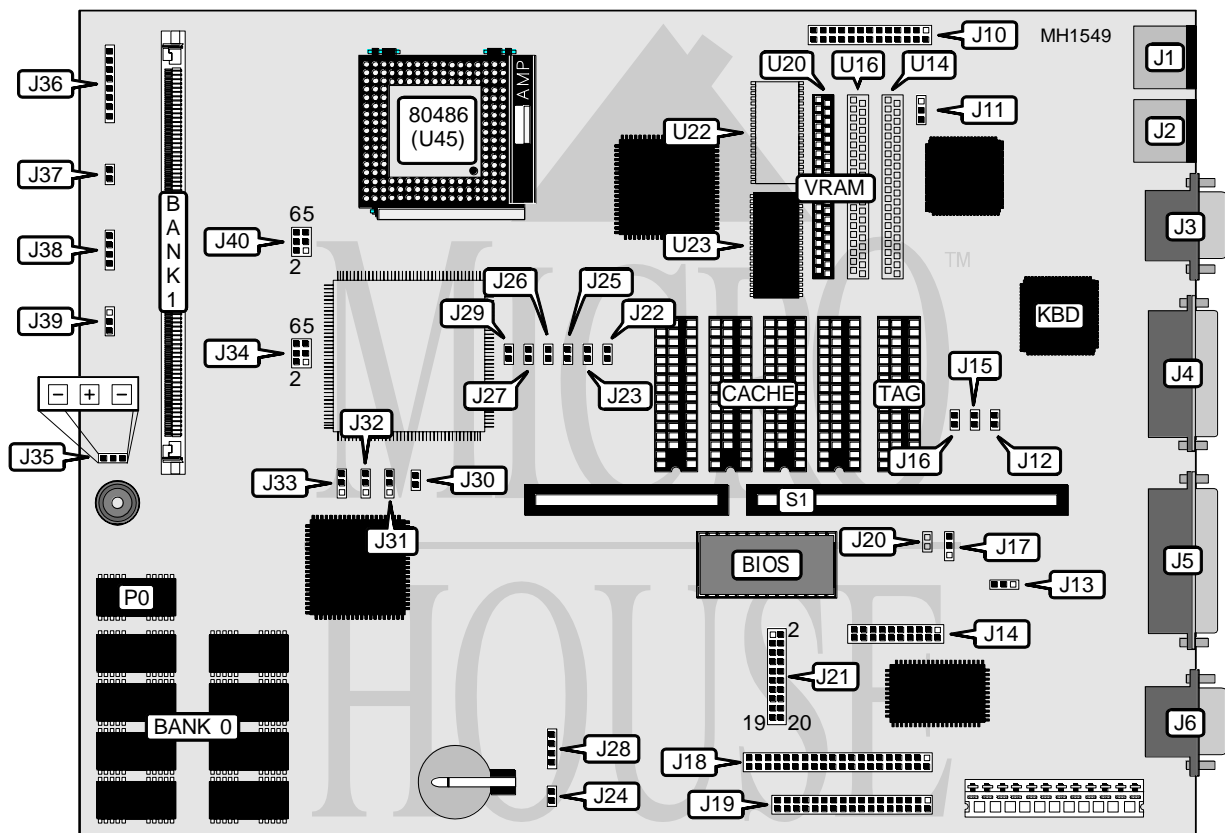 J10
MH1549
J1
J36
AMP
U20
U16
U14
80486
(U45)
J11
U22
J2
J37
VRAM
B
A
N
K
1
65
J40
2
J38
U23
J3
MICRO
TM
J26
J25
J29
J22
KBD
J39
65
J34
2
J27
J23
CACHE
TAG
J15
J4
− + −
J32
J16
J12
J35
J33
J30
S1
J31
J20
J17
BIOS
J5
J13
P0
HOUSE
2
J14
J21
BANK 0
19
20
J6
J28
J18
J24
J19